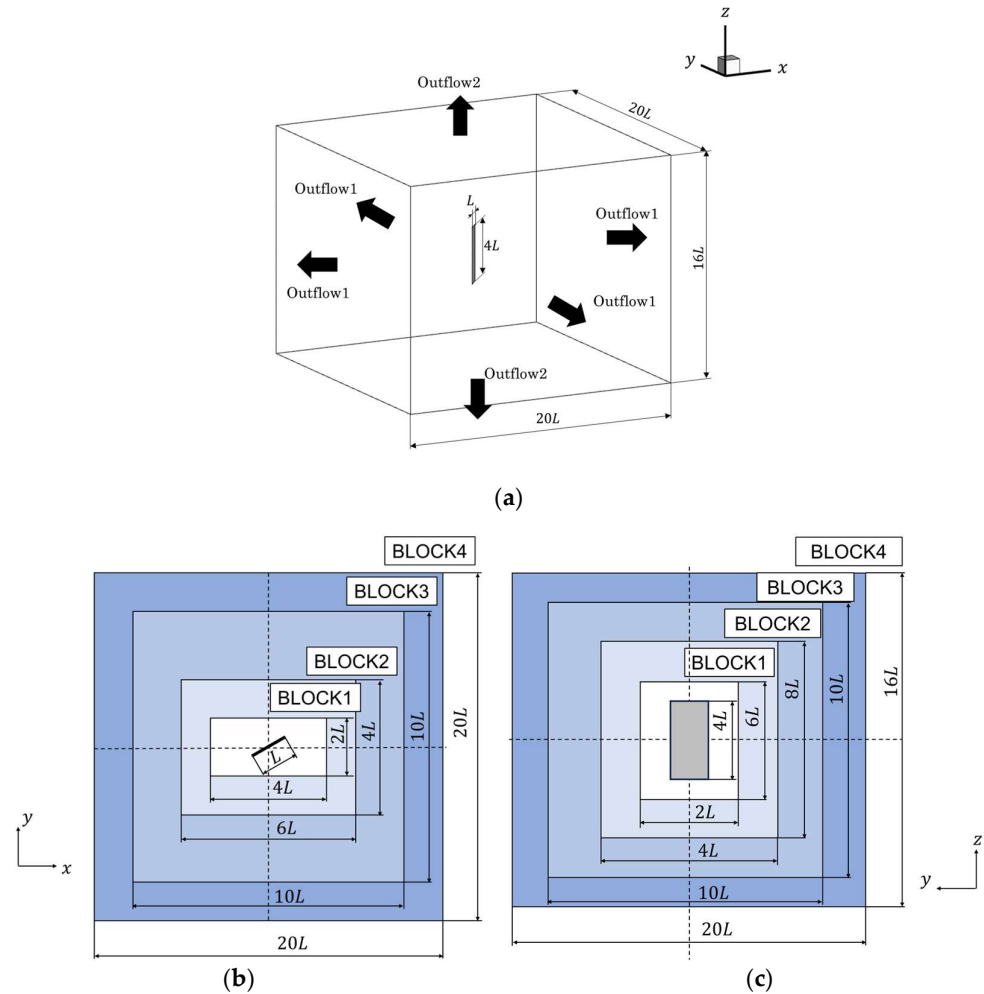 z
y
x
Outflow2
20L
Outflow1
L
Outflow1
4L
16L
Outflow1
Outflow1
Outflow2
20L
(a)
BLOCK4
BLOCK3
BLOCK2
BLOCK1
L
2L
4L
10L
20L
4L
6L
10L
20L
y
x
(b)
BLOCK4
BLOCK3
BLOCK2
BLOCK1
4L
6L
8L
10L
16L
2L
4L
10L
20L
z
y
(c)